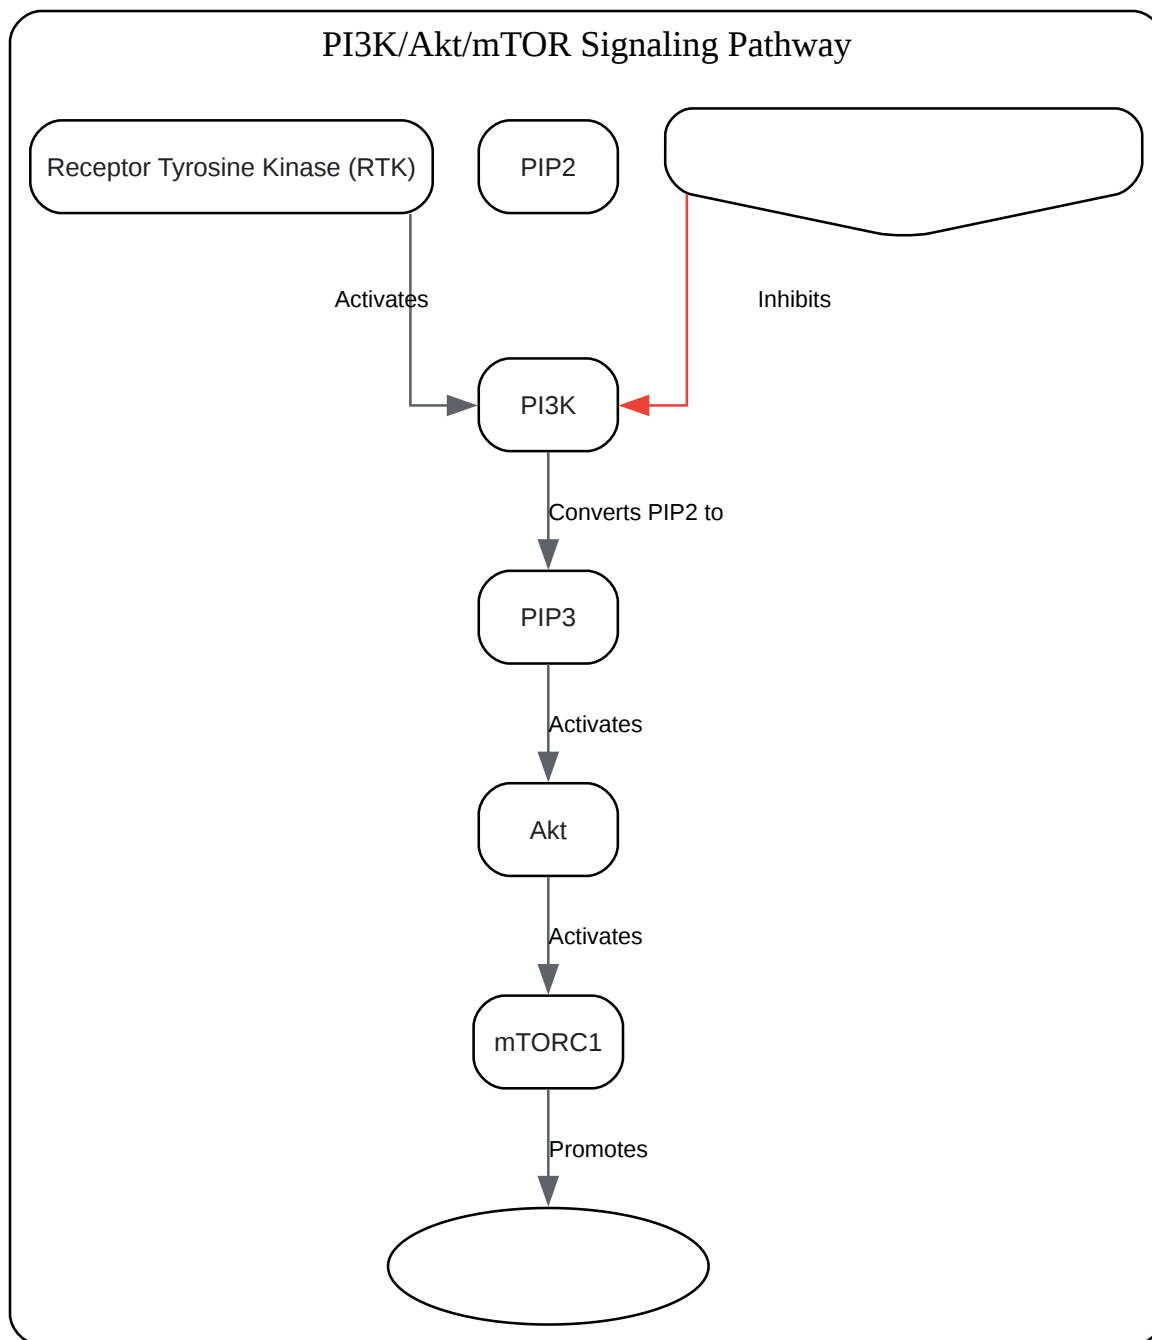 PI3K/Akt/mTOR Signaling Pathway
Receptor Tyrosine Kinase (RTK)
PIP2
Activates
Inhibits
PI3K
Converts PIP2 to
PIP3
Activates
Akt
Activates
mTORC1
Promotes